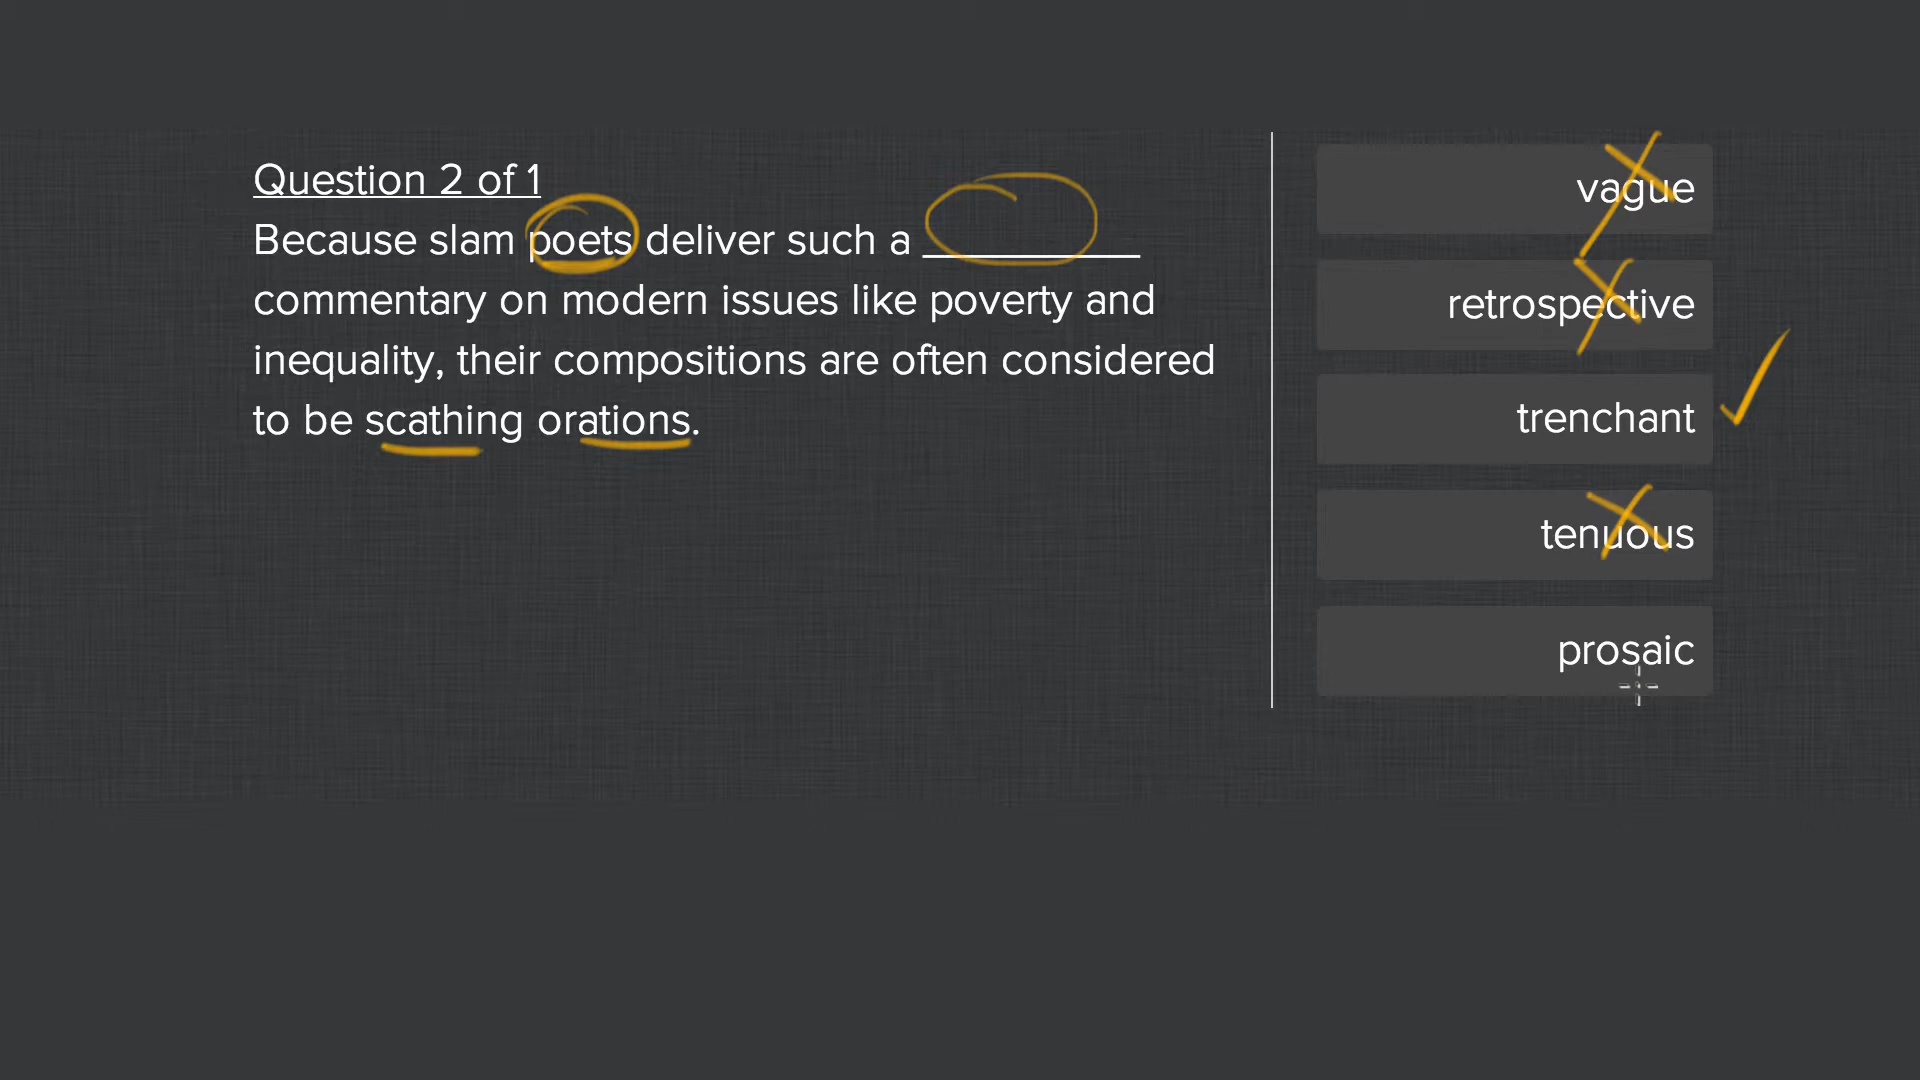 Question 2 of 1
Because slam poets deliver such a __________
commentary on modern issues like poverty and
inequality, their compositions are often considered
to be scathing orations.
vague
retrospective
trenchant
tenuous
prosaic